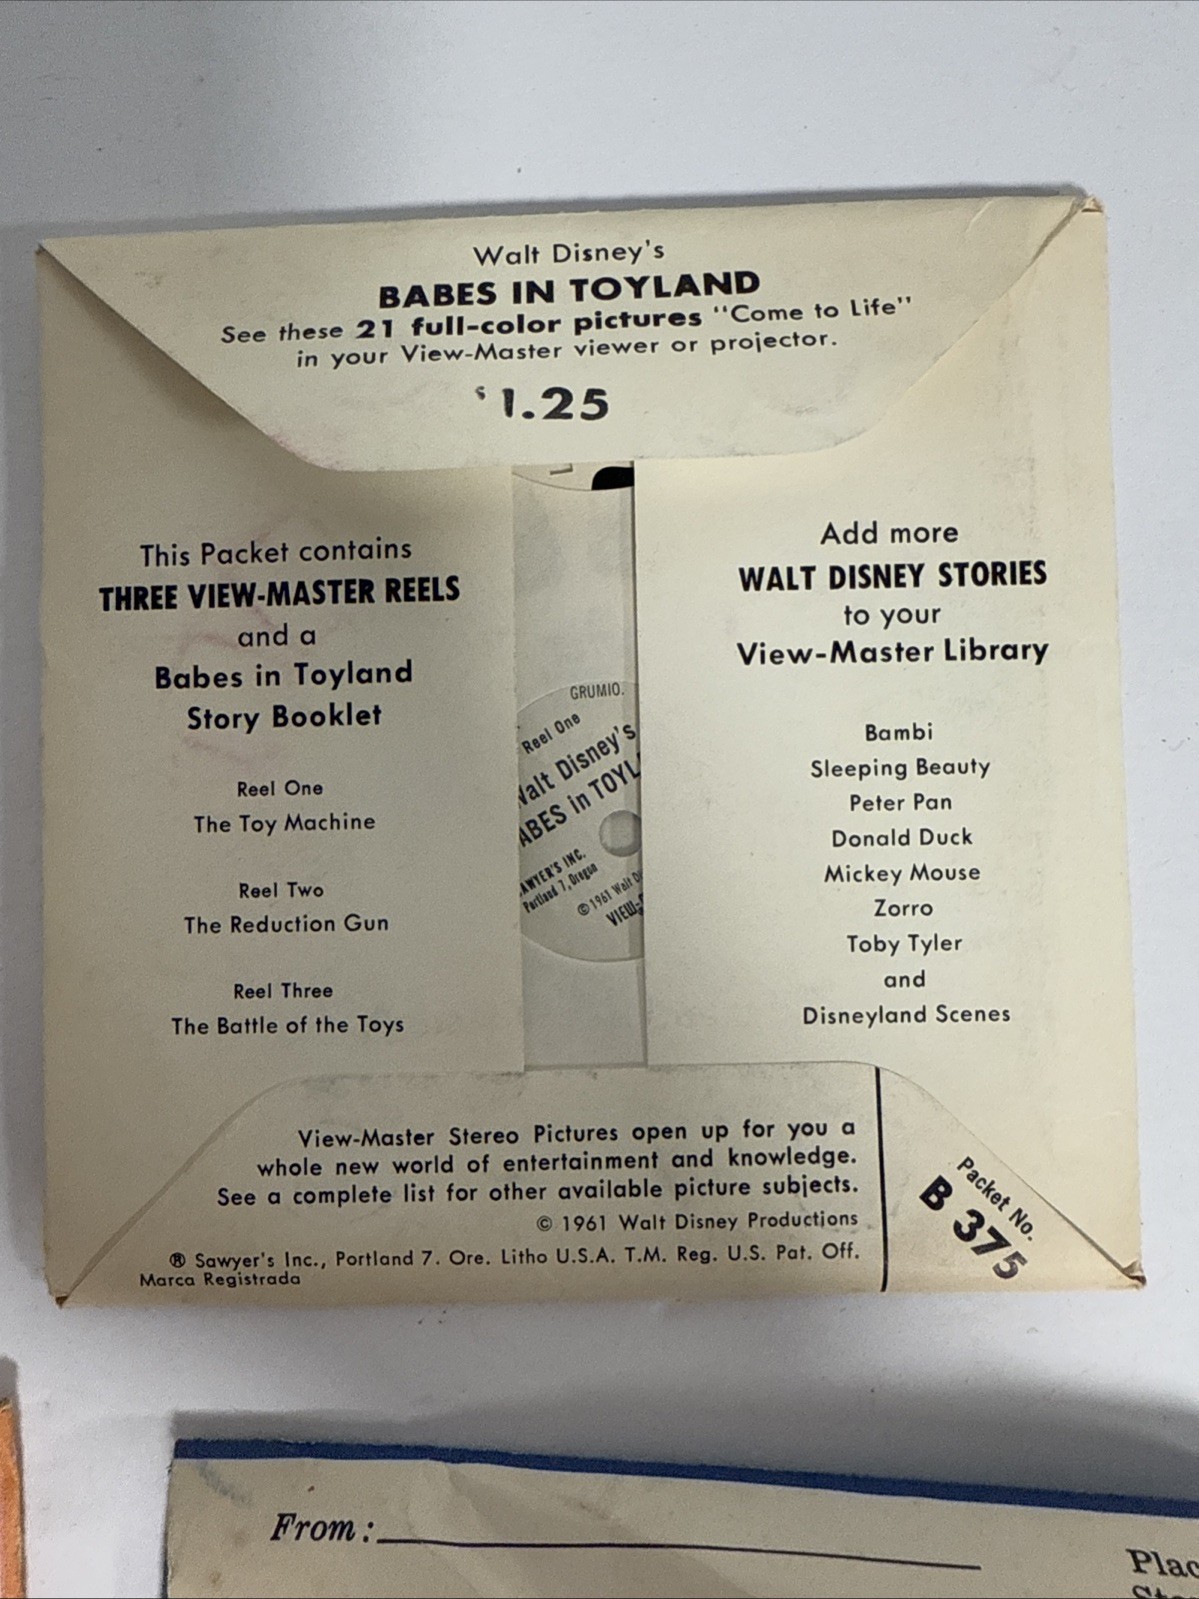 Walt Disney's
BABES IN TOYLAND
See these 21 full-color pictures "Come to Life"
in your View-Master viewer or projector.
$1.25
This Packet contains
THREE VIEW-MASTER REELS
and a
Babes in Toyland
Story Booklet
Reel One
The Toy Machine
Reel Two
The Reduction Gun
Reel Three
The Battle of the Toys
GRUMIO.
Reel One
Walt Disney's
ABES in TOYL
AWYER'S INC.
Portland 7, Oregon
© 1961 Walt D
VIEW-
Add more
WALT DISNEY STORIES
to your
View-Master Library
Bambi
Sleeping Beauty
Peter Pan
Donald Duck
Mickey Mouse
Zorro
Toby Tyler
and
Disneyland Scenes
View-Master Stereo Pictures open up for you a
whole new world of entertainment and knowledge.
See a complete list for other available picture subjects.
© 1961 Walt Disney Productions
® Sawyer's Inc., Portland 7. Ore. Litho U.S.A. T.M. Reg. U.S. Pat. Off.
Marca Registrada
Packet No.
B 375
From:
Plac